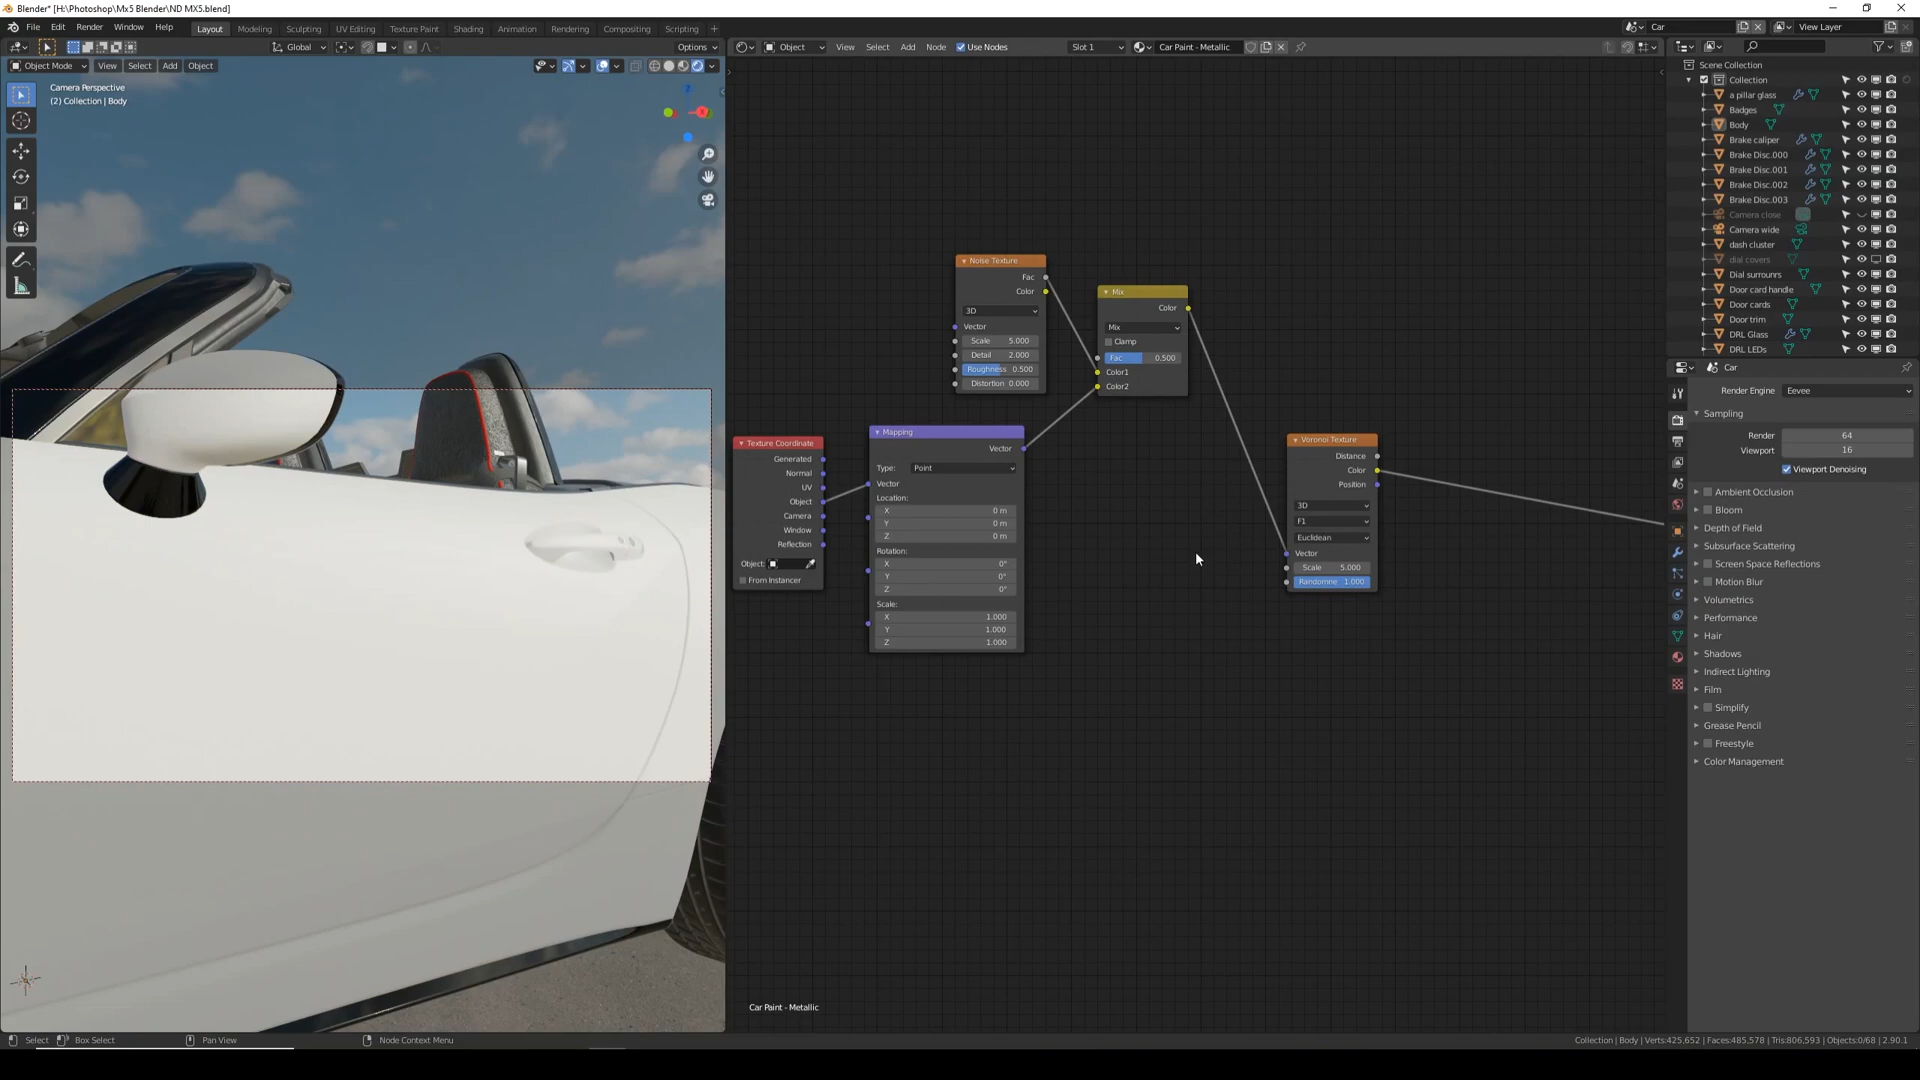 Blender* [H:\Photoshop\Mx5 Blender\ND MX5.blend]
File Edit Render Window Help Layout Modeling Sculpting UV Editing Texture Paint Shading Animation Rendering Compositing Scripting + Car View Layer
Global Options
Object View Select Add Node Use Nodes Slot 1 Car Paint - Metallic
Object Mode View Select Add Object
Camera Perspective
(2) Collection | Body
Noise Texture
Fac
Color
3D
Vector
Scale 5.000
Detail 2.000
Roughness 0.500
Distortion 0.000
Mix
Color
Mix
Clamp
Fac 0.500
Color1
Color2
Texture Coordinate
Generated
Normal
UV
Object
Camera
Window
Reflection
Object:
From Instancer
Mapping
Vector
Type: Point
Vector
Location:
X 0 m
Y 0 m
Z 0 m
Rotation:
X 0°
Y 0°
Z 0°
Scale:
X 1.000
Y 1.000
Z 1.000
Voronoi Texture
Distance
Color
Position
3D
F1
Euclidean
Vector
Scale 5.000
Randomne 1.000
Car Paint - Metallic
Scene Collection
Collection
a pillar glass
Badges
Body
Brake caliper
Brake Disc.000
Brake Disc.001
Brake Disc.002
Brake Disc.003
Camera close
Camera wide
dash cluster
dial covers
Dial surrounrs
Door card handle
Door cards
Door trim
DRL Glass
DRL LEDs
Car
Render Engine Eevee
Sampling
Render 64
Viewport 16
Viewport Denoising
Ambient Occlusion
Bloom
Depth of Field
Subsurface Scattering
Screen Space Reflections
Motion Blur
Volumetrics
Performance
Hair
Shadows
Indirect Lighting
Film
Simplify
Grease Pencil
Freestyle
Color Management
Select Box Select Pan View Node Context Menu Collection | Body | Verts:425,652 | Faces:485,578 | Tris:806,593 | Objects:0/68 | 2.90.1